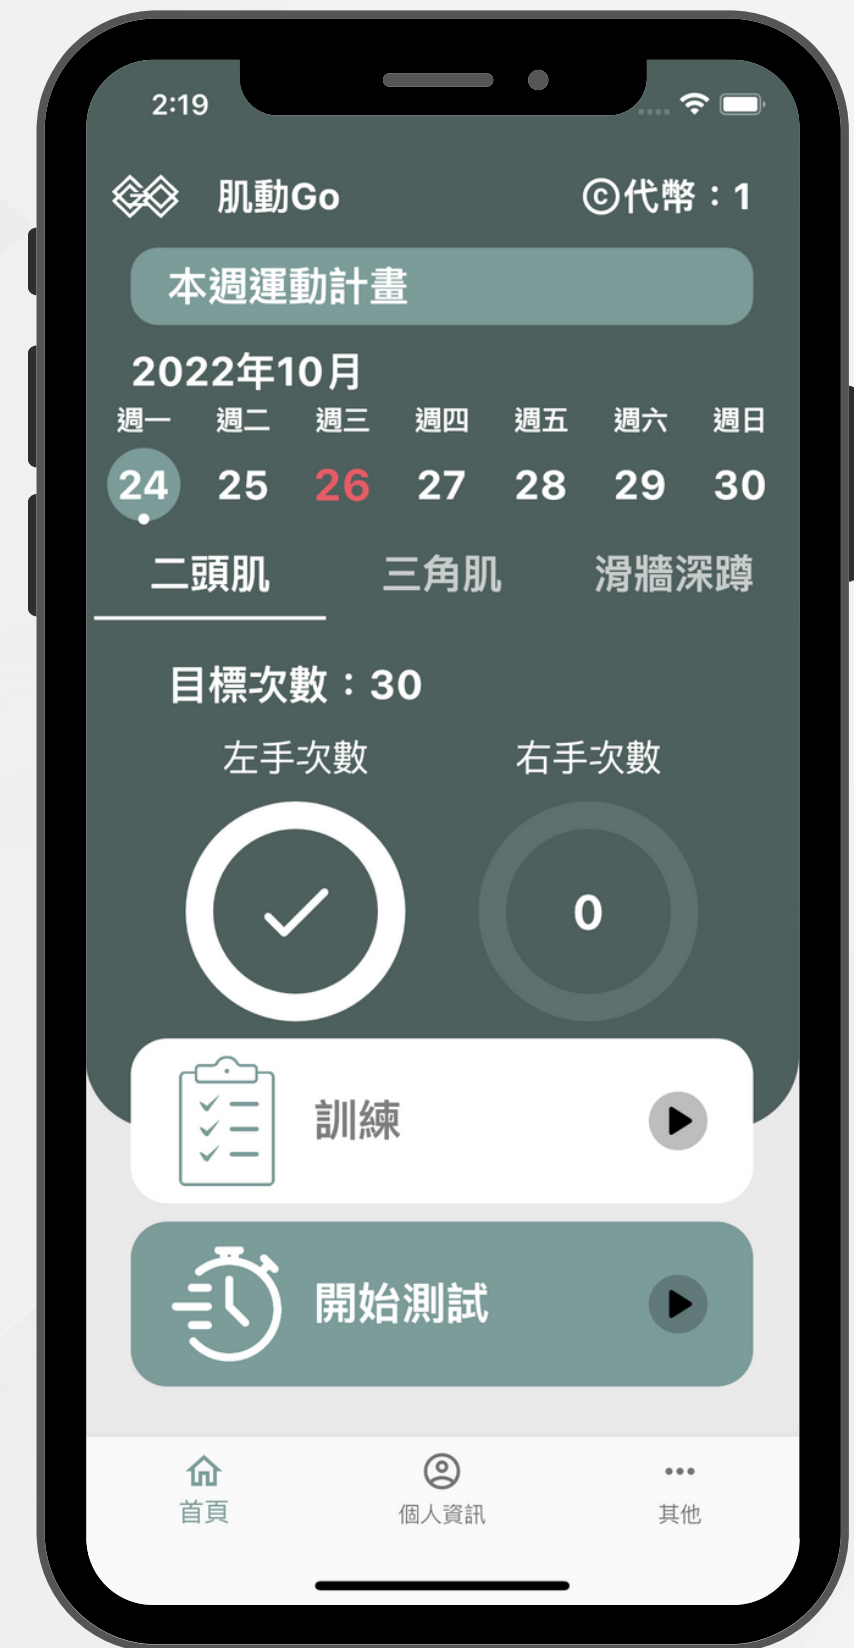 2:19
肌動Go ©代幣：1
本週運動計畫
2022年10月
週一 週二 週三 週四 週五 週六 週日
24 25 26 27 28 29 30
二頭肌 三角肌 滑牆深蹲
目標次數：30
左手次數 右手次數
0
訓練
開始測試
首頁 個人資訊 其他